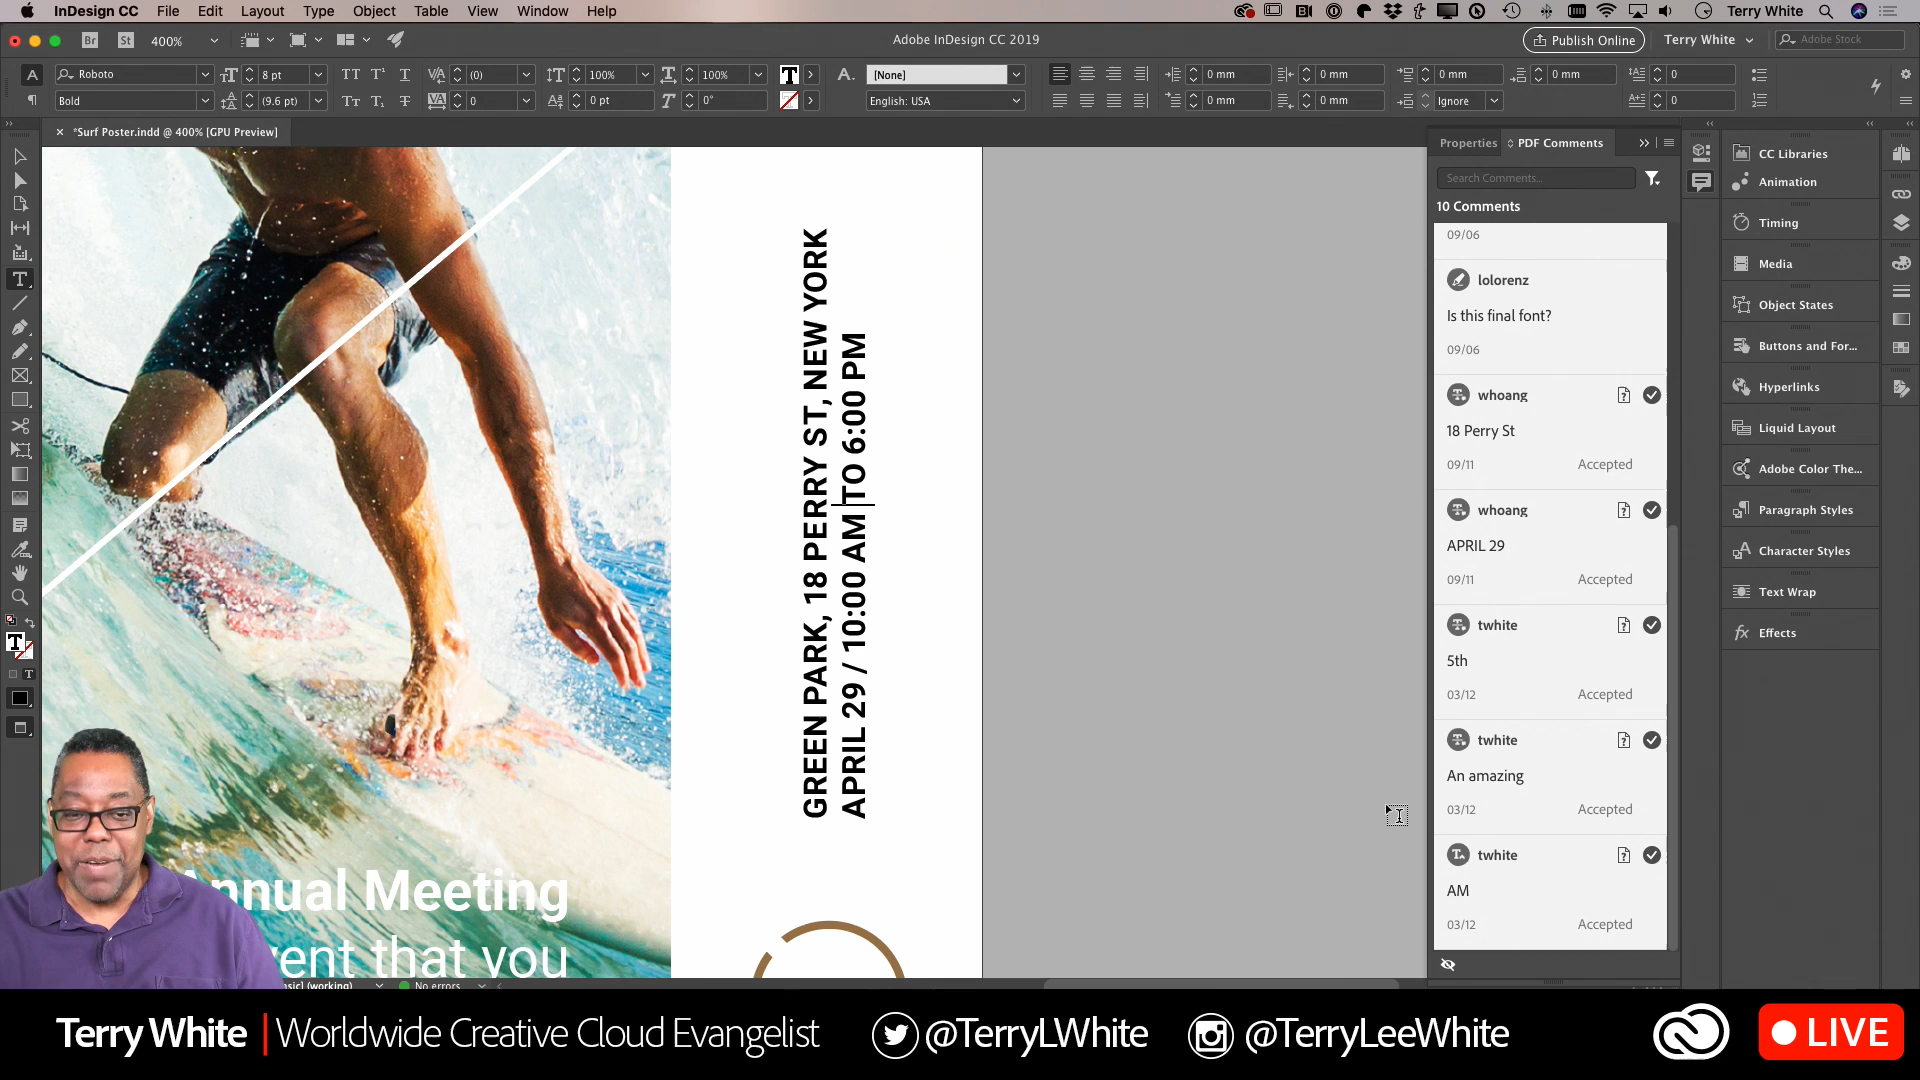 InDesign CC File Edit Layout Type Object Table View Window Help Terry White
Br St 400% Adobe InDesign CC 2019 Publish Online Terry White Adobe Stock
A Roboto 8 pt (0) 100% 100% [None] 0 mm 0 mm 0 mm 0 mm 0
Bold (9.6 pt) 0 0 pt 0° English: USA 0 mm 0 mm Ignore 0
*Surf Poster.indd @ 400% [GPU Preview]
GREEN PARK, 18 PERRY ST, NEW YORK
APRIL 29 / 10:00 AM TO 6:00 PM
Annual Meeting
vent that you
(working) No errors
Properties PDF Comments
Search Comments...
10 Comments
09/06
lolorenz
Is this final font?
09/06
whoang
18 Perry St
09/11 Accepted
whoang
APRIL 29
09/11 Accepted
twhite
5th
03/12 Accepted
twhite
An amazing
03/12 Accepted
twhite
AM
03/12 Accepted
CC Libraries
Animation
Timing
Media
Object States
Buttons and For...
Hyperlinks
Liquid Layout
Adobe Color The...
Paragraph Styles
Character Styles
Text Wrap
fx Effects
Terry White | Worldwide Creative Cloud Evangelist @TerryLWhite @TerryLeeWhite LIVE